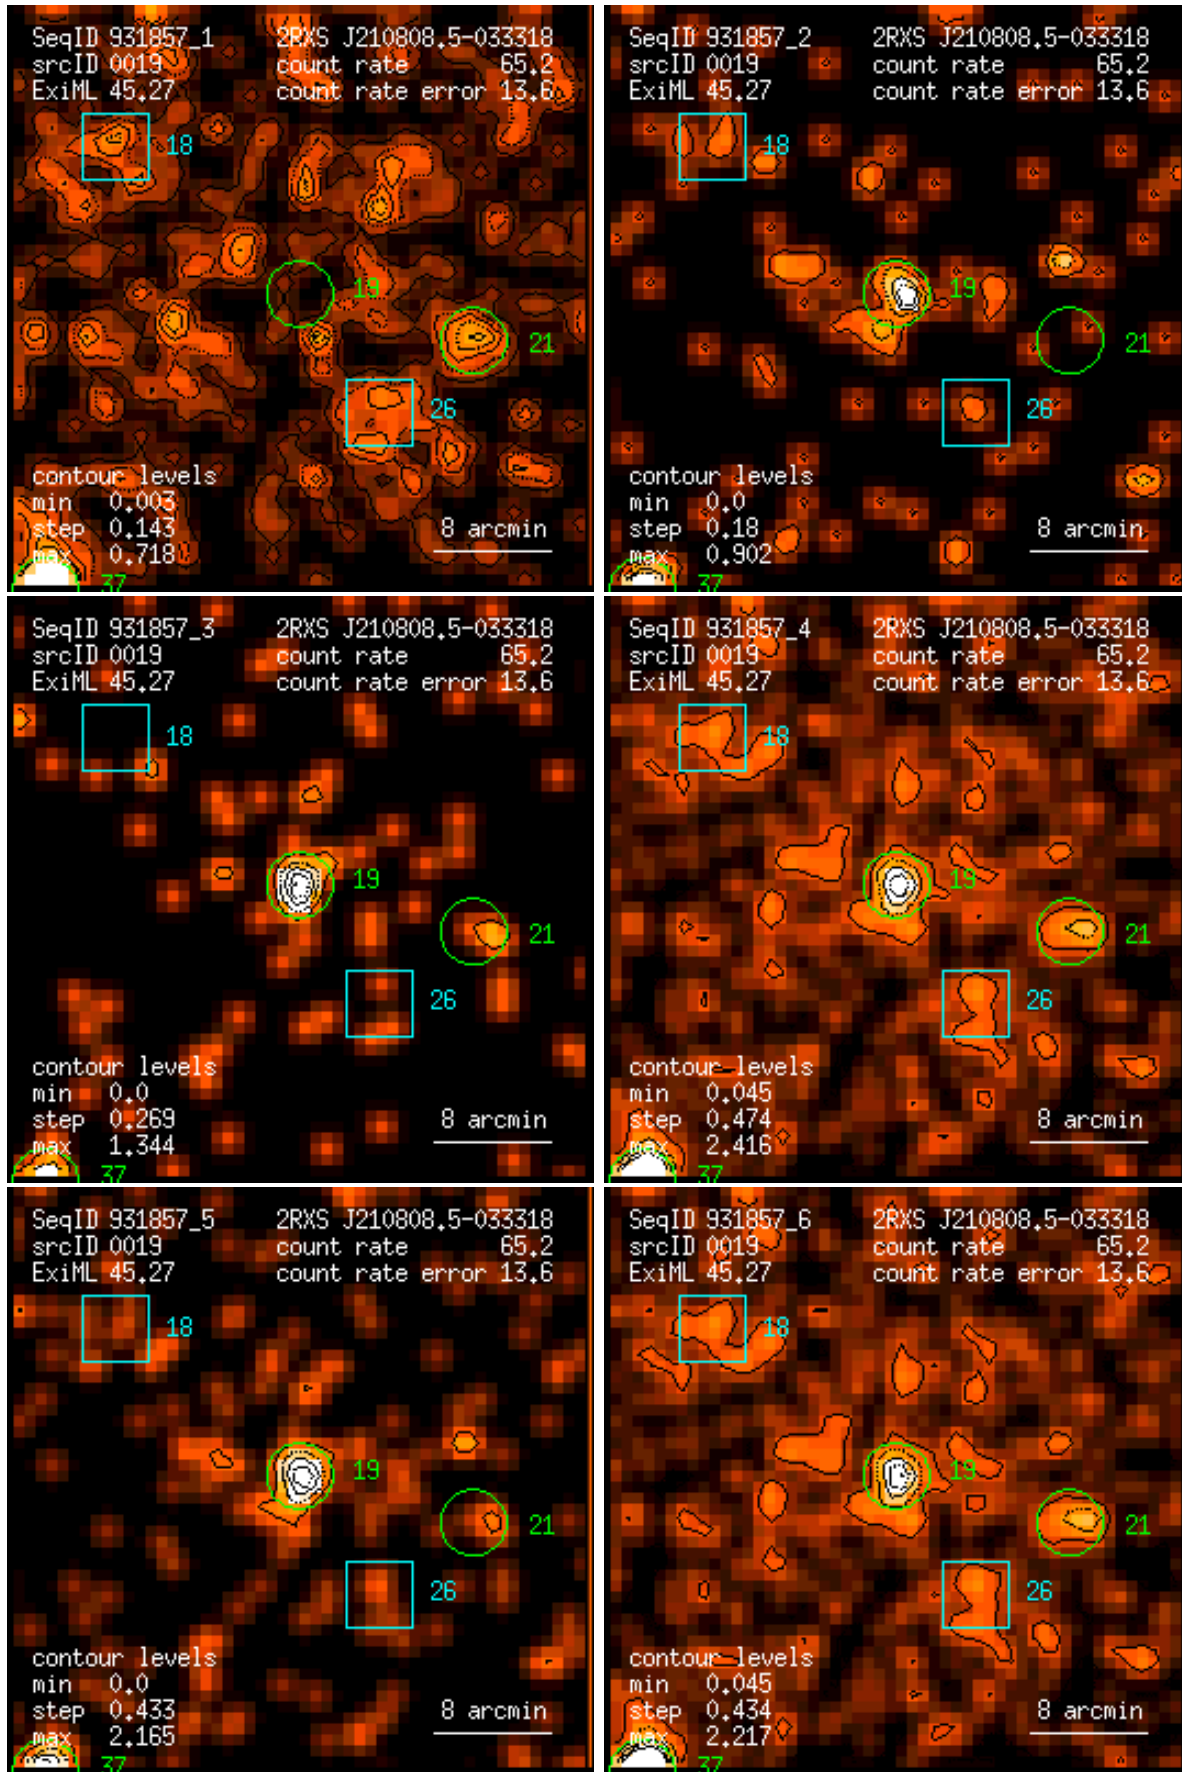 SeqID 931857_1 2RXS J210808.5-033318
srcID 0019 count rate 65.2
ExiML 45.27 count rate error 13.6
18
19
21
26
contour levels
min 0.003
step 0.143 8 arcmin
max 0.718
37
SeqID 931857_2 2RXS J210808.5-033318
srcID 0019 count rate 65.2
ExiML 45.27 count rate error 13.6
18
19
21
26
contour levels
min 0.0
step 0.18 8 arcmin
max 0.902
37
SeqID 931857_3 2RXS J210808.5-033318
srcID 0019 count rate 65.2
ExiML 45.27 count rate error 13.6
18
19
21
26
contour levels
min 0.0
step 0.269 8 arcmin
max 1.344
37
SeqID 931857_4 2RXS J210808.5-033318
srcID 0019 count rate 65.2
ExiML 45.27 count rate error 13.6
18
19
21
26
contour levels
min 0.045
step 0.474 8 arcmin
max 2.416
37
SeqID 931857_5 2RXS J210808.5-033318
srcID 0019 count rate 65.2
ExiML 45.27 count rate error 13.6
18
19
21
26
contour levels
min 0.0
step 0.433 8 arcmin
max 2.165
37
SeqID 931857_6 2RXS J210808.5-033318
srcID 0019 count rate 65.2
ExiML 45.27 count rate error 13.6
18
19
21
26
contour levels
min 0.045
step 0.434 8 arcmin
max 2.217
37